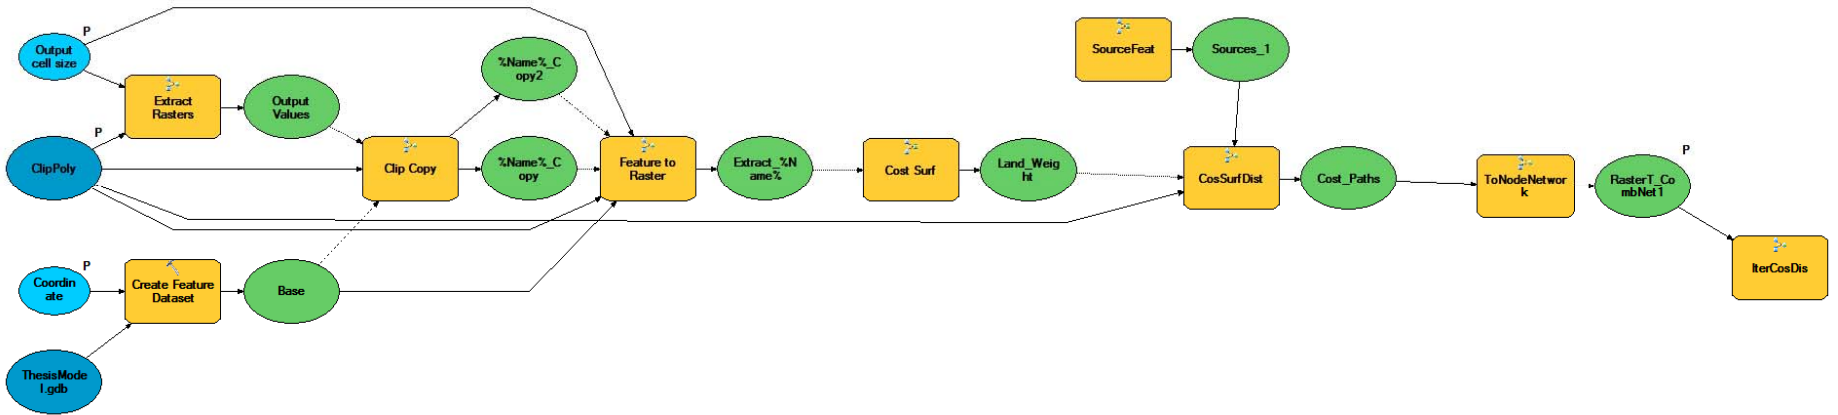 P
Output
cell size
Extract
Rasters
Output
Values
%Name%_C
opy2
SourceFeat
Sources_1
P
ClipPoly
Clip Copy
%Name%_C
opy
Feature to
Raster
Extract_%N
ame%
Cost Surf
Land_Weig
ht
CosSurfDist
Cost_Paths
ToNodeNetwor
k
P
RasterT_Co
mbNet1
IterCosDis
P
Coordin
ate
Create Feature
Dataset
Base
ThesisMode
l.gdb